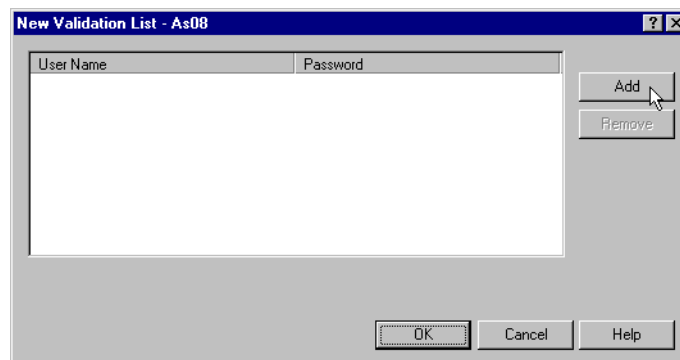 New Validation List - As08
User Name Password
Add
Remove
OK Cancel Help